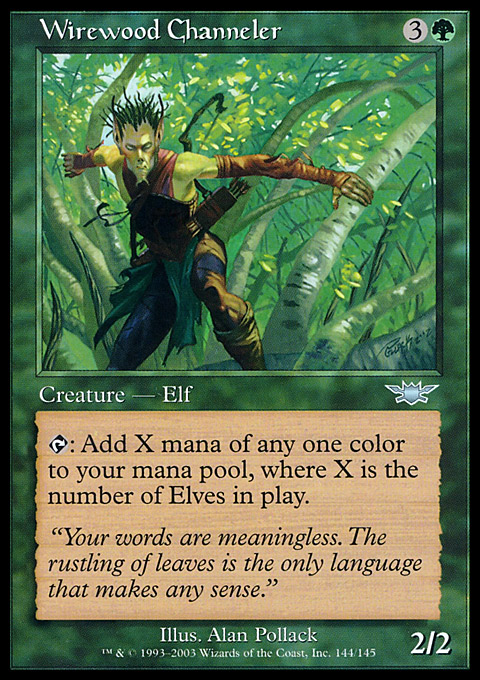 Wirewood Channeler 3
Creature — Elf
: Add X mana of any one color
to your mana pool, where X is the
number of Elves in play.
“Your words are meaningless. The
rustling of leaves is the only language
that makes any sense.”
Illus. Alan Pollack
™ & © 1993–2003 Wizards of the Coast, Inc. 144/145
2/2